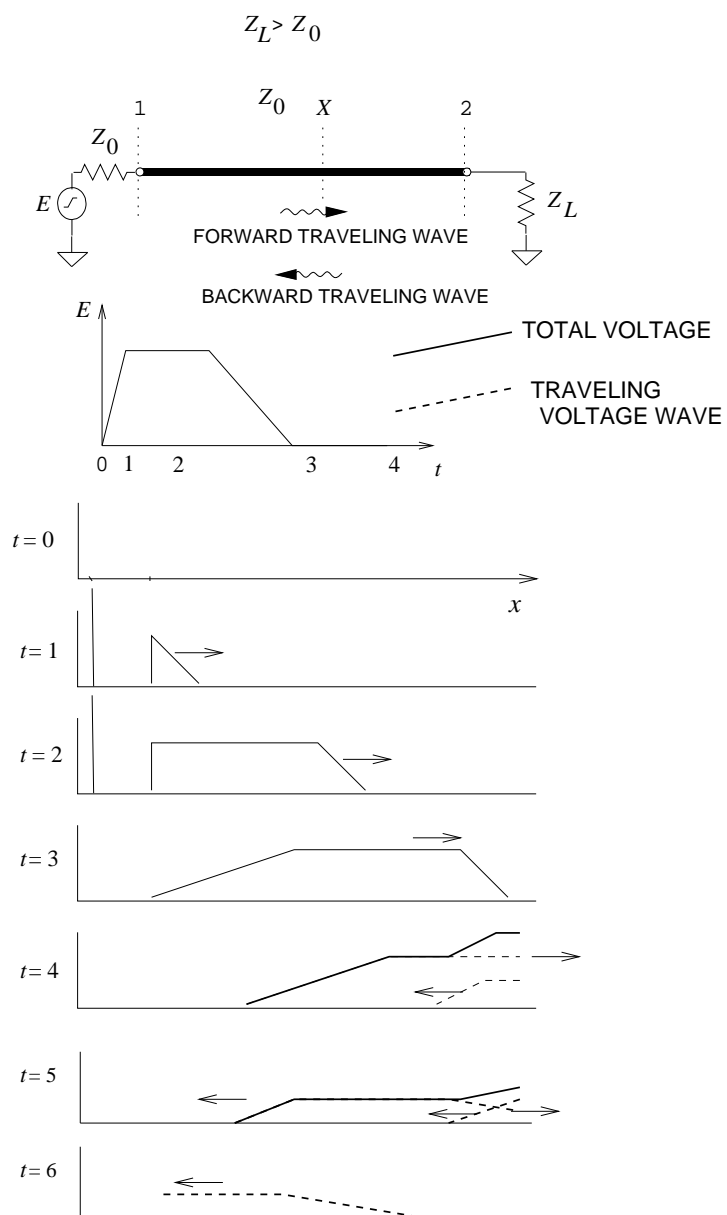 Z_L > Z_0
1 Z_0 X 2
Z_0
E Z_L
FORWARD TRAVELING WAVE
BACKWARD TRAVELING WAVE
E
TOTAL VOLTAGE
TRAVELING
VOLTAGE WAVE
0 1 2 3 4 t
t = 0
x
t = 1
t = 2
t = 3
t = 4
t = 5
t = 6